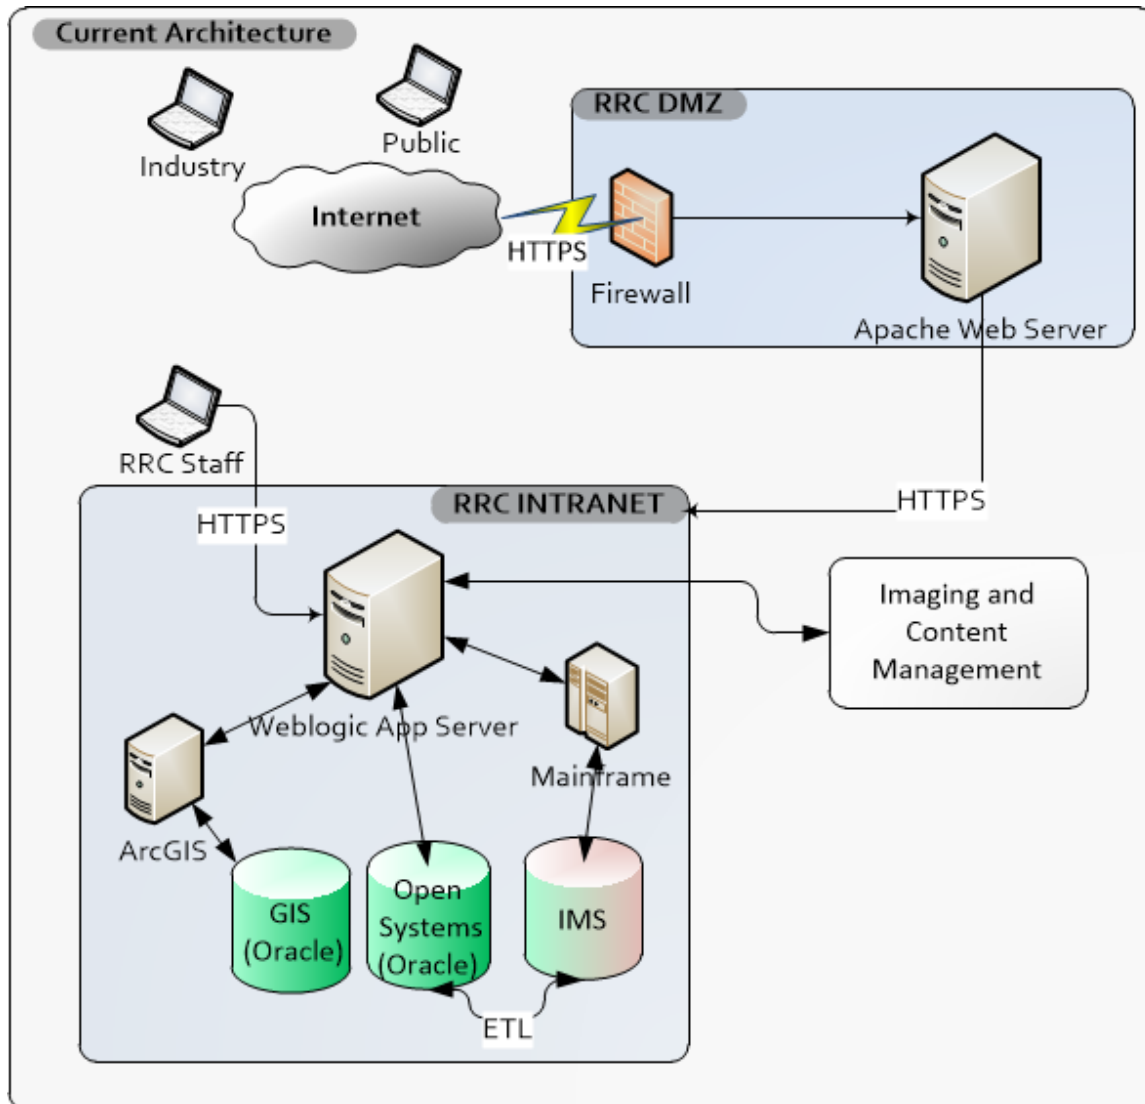 Current Architecture
Industry
Public
Internet
HTTPS
RRC DMZ
Firewall
Apache Web Server
RRC Staff
HTTPS
RRC INTRANET
HTTPS
Imaging and
Content
Management
Weblogic App Server
Mainframe
ArcGIS
GIS
(Oracle)
Open
Systems
(Oracle)
IMS
ETL